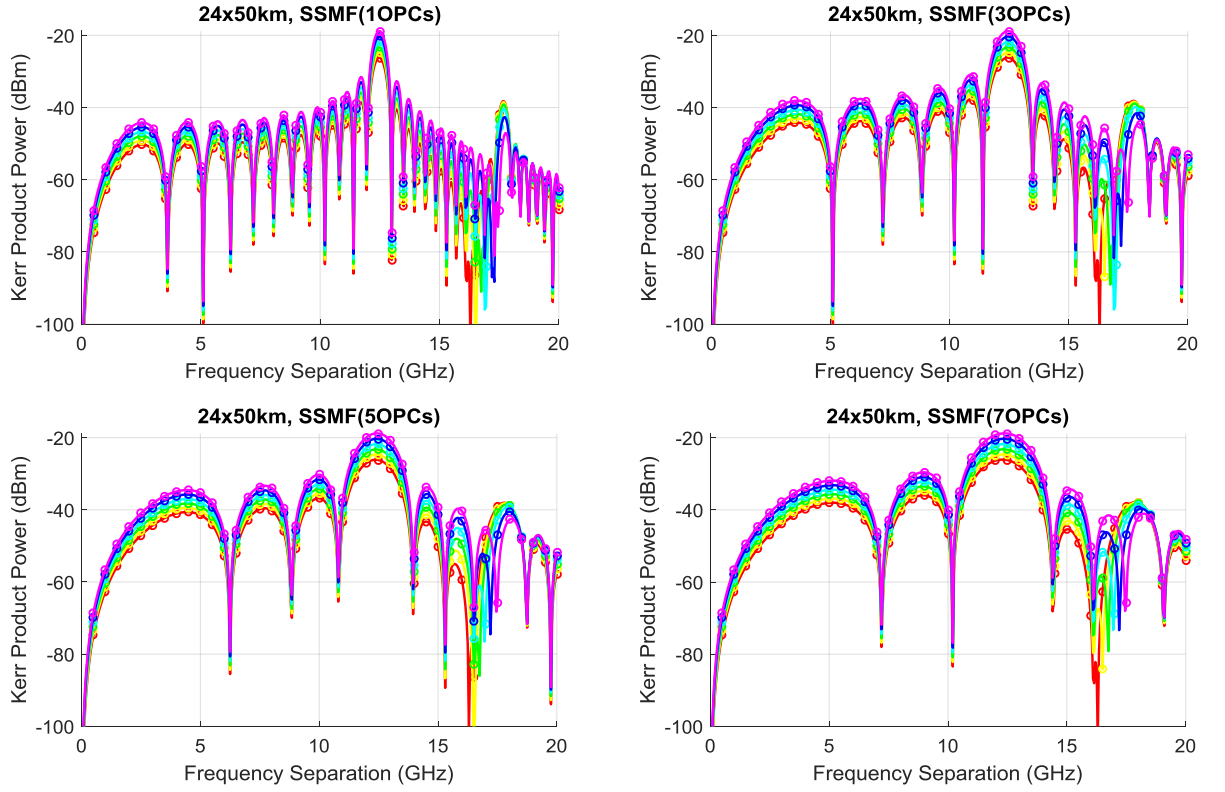 24x50km, SSMF(1OPCs)
Kerr Product Power (dBm)
-20
-40
-60
-80
-100
0 5 10 15 20
Frequency Separation (GHz)
24x50km, SSMF(3OPCs)
Kerr Product Power (dBm)
-20
-40
-60
-80
-100
0 5 10 15 20
Frequency Separation (GHz)
24x50km, SSMF(5OPCs)
Kerr Product Power (dBm)
-20
-40
-60
-80
-100
0 5 10 15 20
Frequency Separation (GHz)
24x50km, SSMF(7OPCs)
Kerr Product Power (dBm)
-20
-40
-60
-80
-100
0 5 10 15 20
Frequency Separation (GHz)